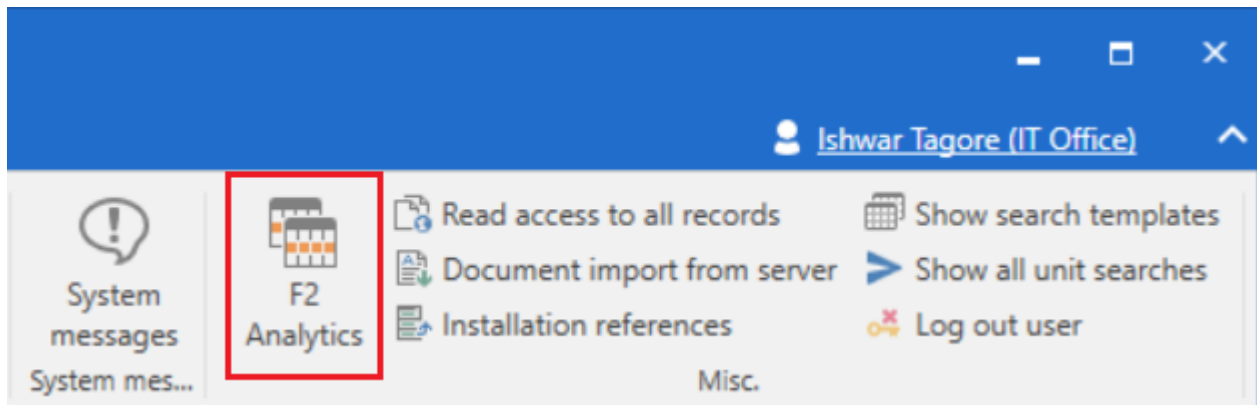 Ishwar Tagore (IT Office)
System
messages
System mes...
F2
Analytics
Read access to all records
Document import from server
Installation references
Show search templates
Show all unit searches
Log out user
Misc.